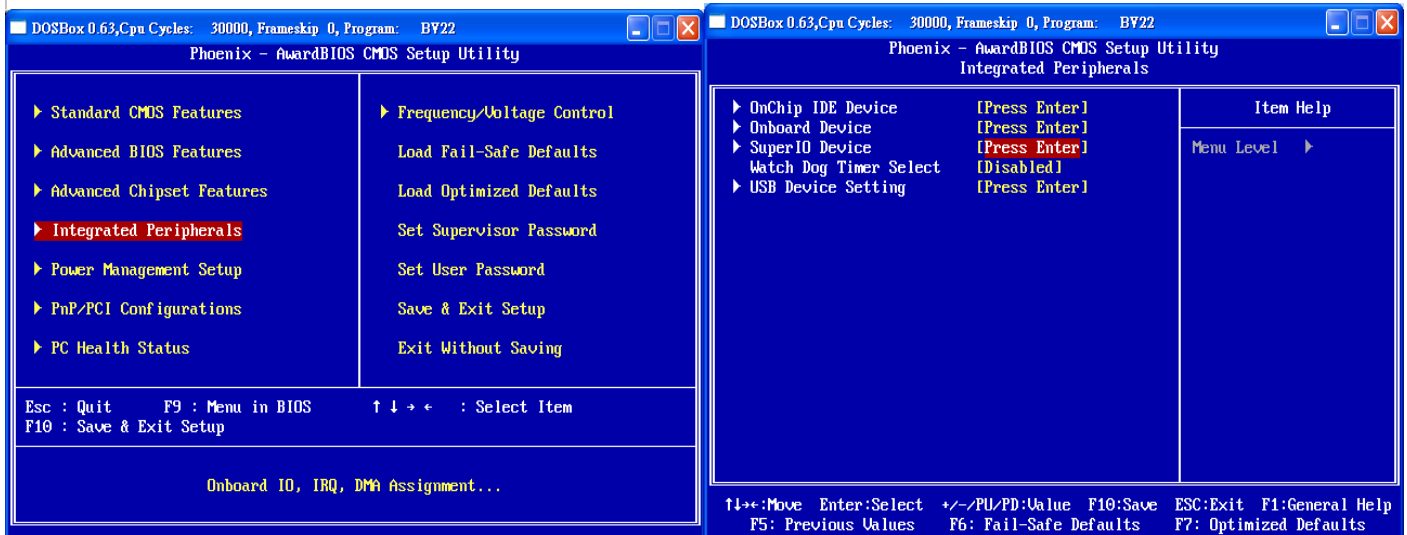 DOSBox 0.63,Cpu Cycles: 30000, Frameskip 0, Program: BV22
Phoenix - AwardBIOS CMOS Setup Utility
Standard CMOS Features
Advanced BIOS Features
Advanced Chipset Features
Integrated Peripherals
Power Management Setup
PnP/PCI Configurations
PC Health Status
Frequency/Voltage Control
Load Fail-Safe Defaults
Load Optimized Defaults
Set Supervisor Password
Set User Password
Save & Exit Setup
Exit Without Saving
Esc : Quit F9 : Menu in BIOS ↑ ↓ → ← : Select Item
F10 : Save & Exit Setup
Onboard IO, IRQ, DMA Assignment...
DOSBox 0.63,Cpu Cycles: 30000, Frameskip 0, Program: BV22
Phoenix - AwardBIOS CMOS Setup Utility
Integrated Peripherals
OnChip IDE Device [Press Enter]
Onboard Device [Press Enter]
SuperIO Device [Press Enter]
Watch Dog Timer Select [Disabled]
USB Device Setting [Press Enter]
Item Help
Menu Level
↑↓→←:Move Enter:Select +/-/PU/PD:Value F10:Save ESC:Exit F1:General Help
F5: Previous Values F6: Fail-Safe Defaults F7: Optimized Defaults